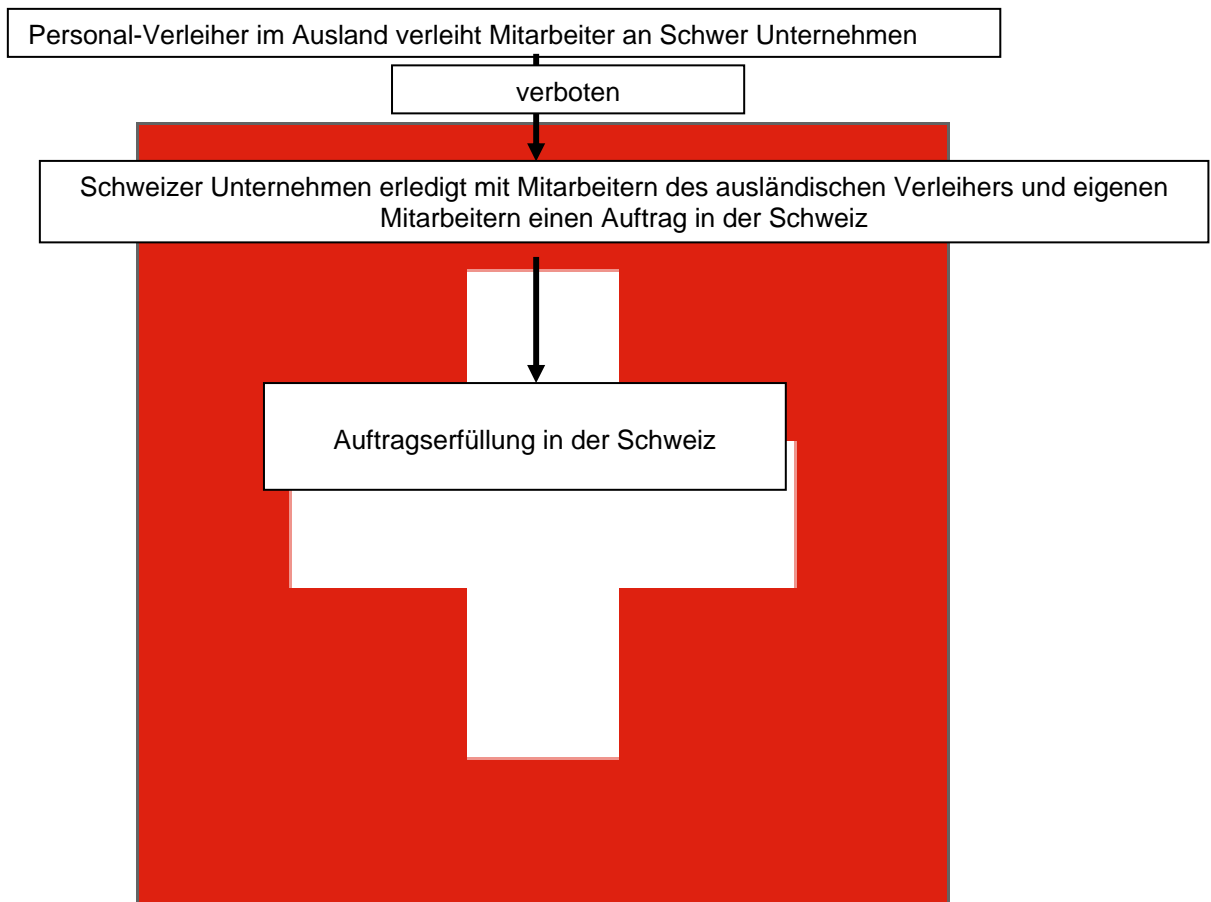 Personal-Verleiher im Ausland verleiht Mitarbeiter an Schwer Unternehmen
verboten
Schweizer Unternehmen erledigt mit Mitarbeitern des ausländischen Verleihers und eigenen
Mitarbeitern einen Auftrag in der Schweiz
Auftragserfüllung in der Schweiz